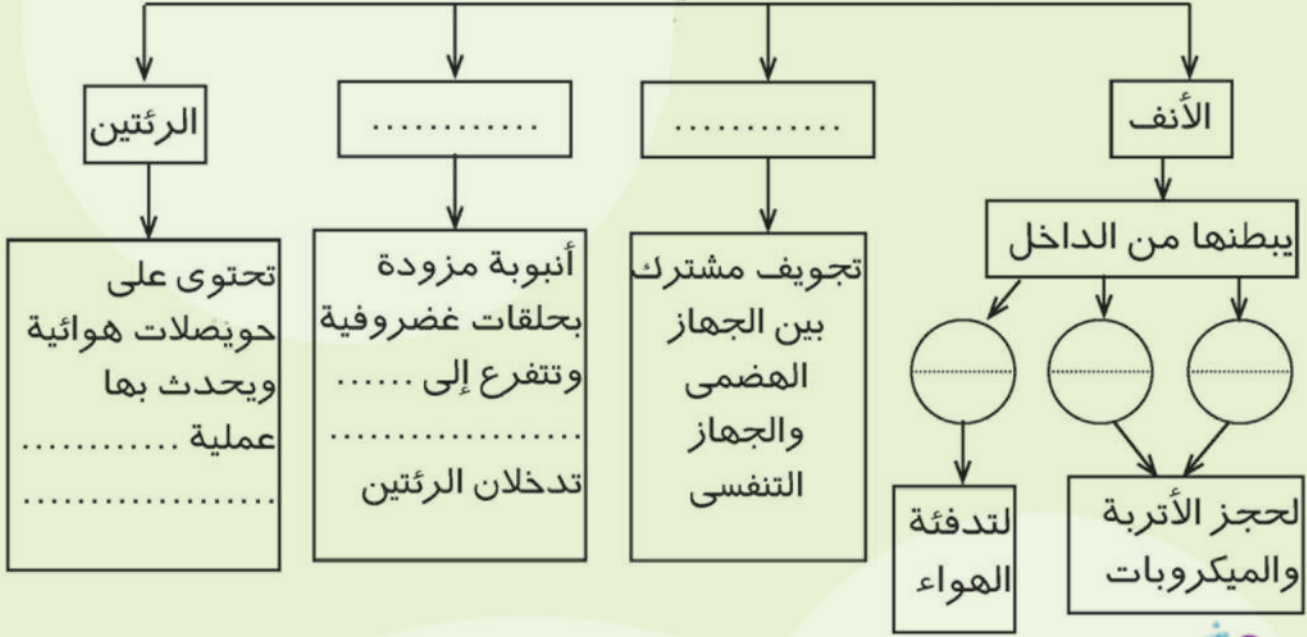 الأنف
............
............
الرئتين
يبطنها من الداخل
لحجز الأتربة
والميكروبات
لتدفئة
الهواء
تجويف مشترك
بين الجهاز
الهضمى
والجهاز
التنفسى
أنبوبة مزودة
بحلقات غضروفية
وتتفرع إلى ......
..................
تدخلان الرئتين
تحتوى على
حويصلات هوائية
ويحدث بها
عملية ............
..................